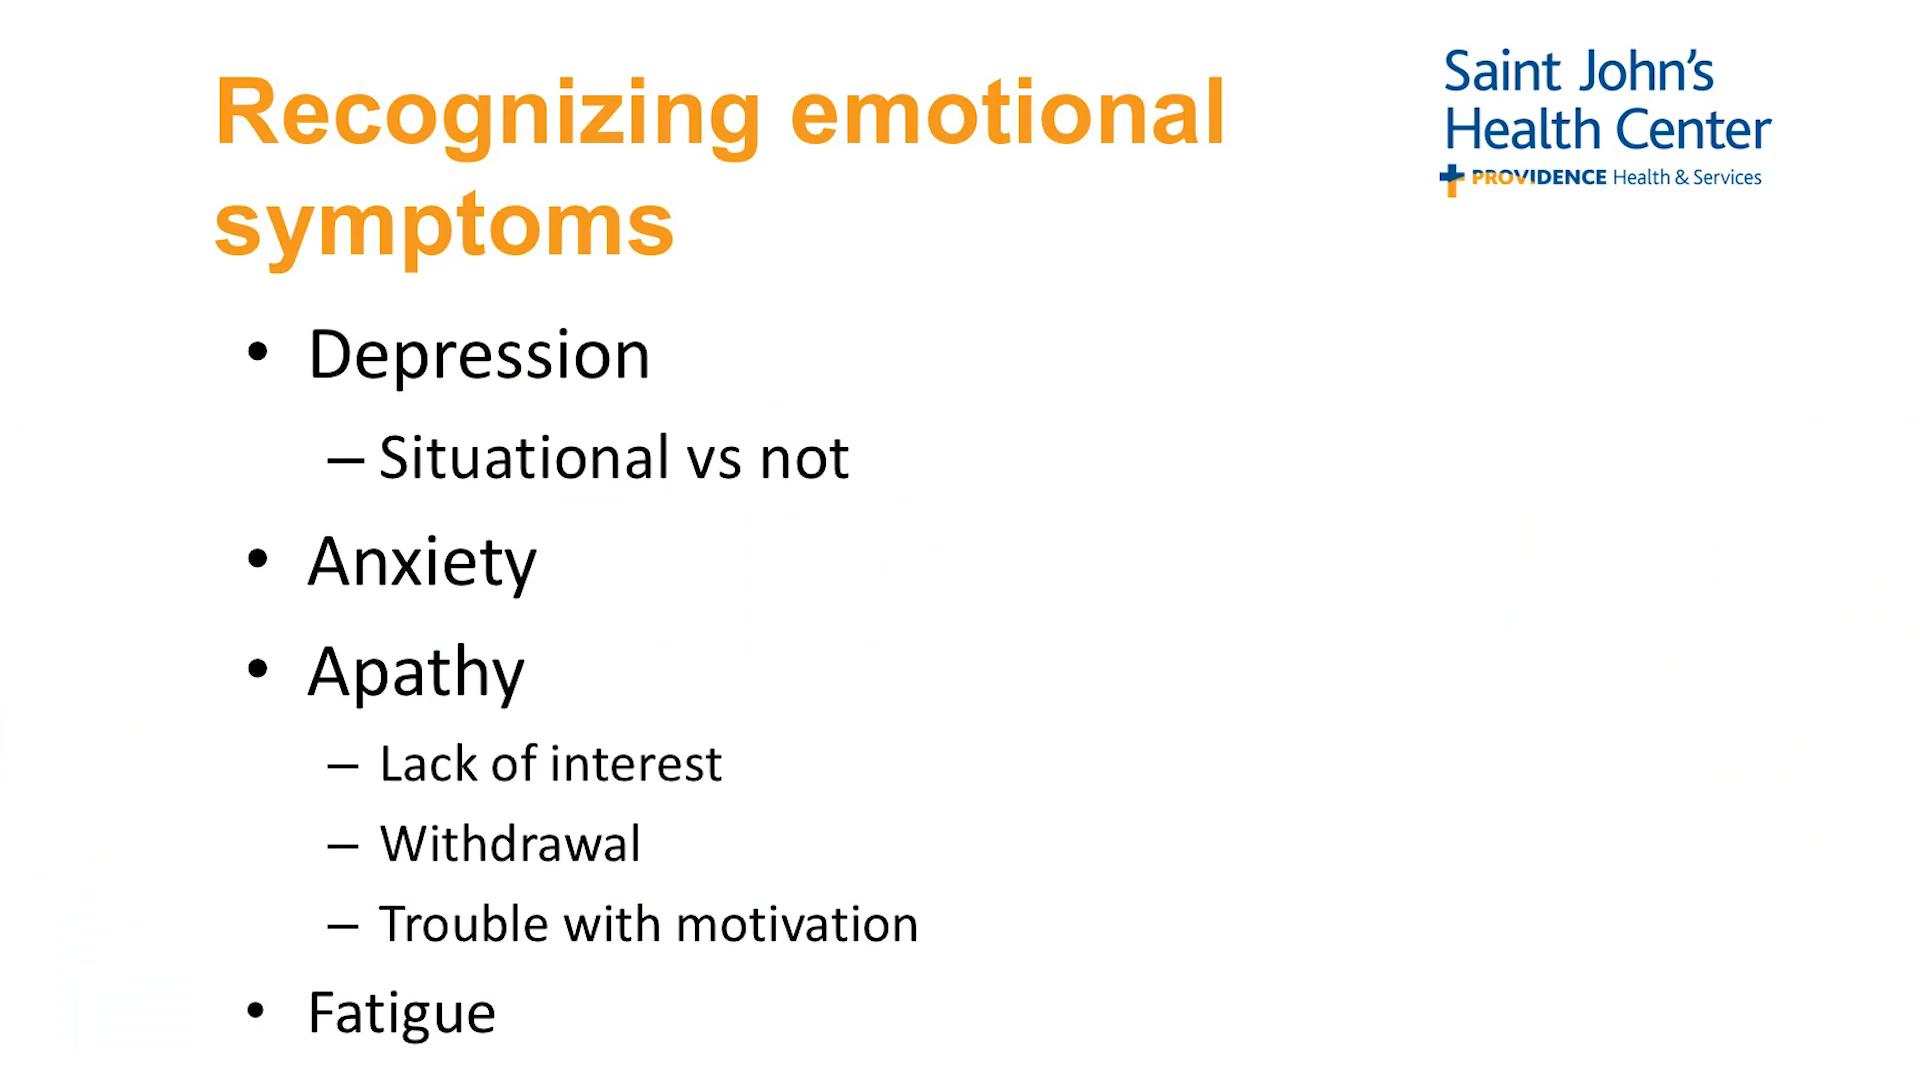 Recognizing emotional
symptoms
Saint John's
Health Center
PROVIDENCE Health & Services
• Depression
– Situational vs not
• Anxiety
• Apathy
– Lack of interest
– Withdrawal
– Trouble with motivation
• Fatigue